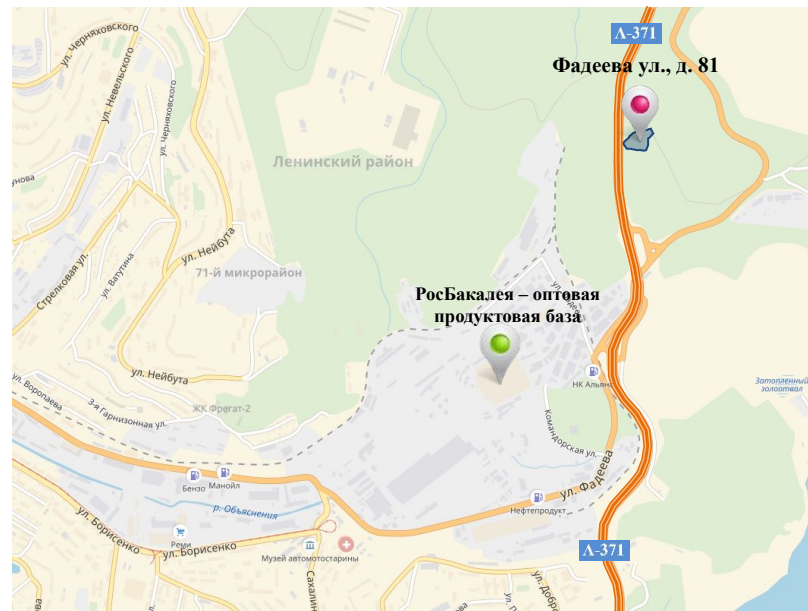 ул. Черняховского
ул. Невельского
ул. Черняховского
Λ-371
Фадеева ул., д. 81
Ленинский район
ул. Нейбута
71-й микрорайон
Стрелковая ул.
ул. Ватутина
РосБакалея – оптовая
продуктовая база
ул. Нейбута
НК Альянс
Затопленный
золоотвал
ул. Воропаева
3-я Гарнизонная ул.
ЖК Фрегат-2
Командорская ул.
ул. Фадеева
Бензо
Манойл
Нефтепродукт
р. Объяснения
ул. Борисенко
Реми
ул. Борисенко
Музей автомотостарины
Λ-371